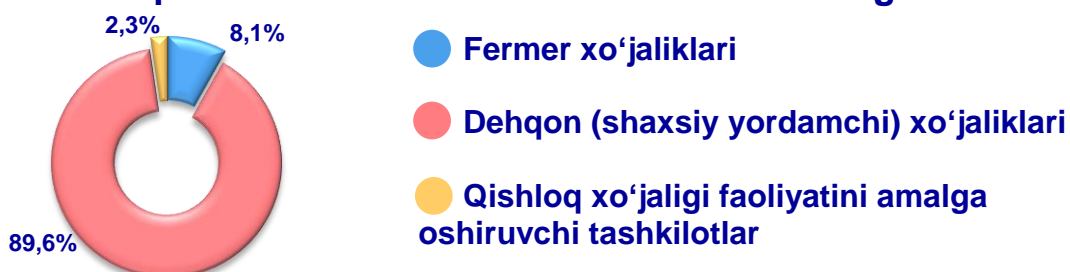 2,3%
8,1%
Fermer xo‘jaliklari
Dehqon (shaxsiy yordamchi) xo‘jaliklari
Qishloq xo‘jaligi faoliyatini amalga
oshiruvchi tashkilotlar
89,6%